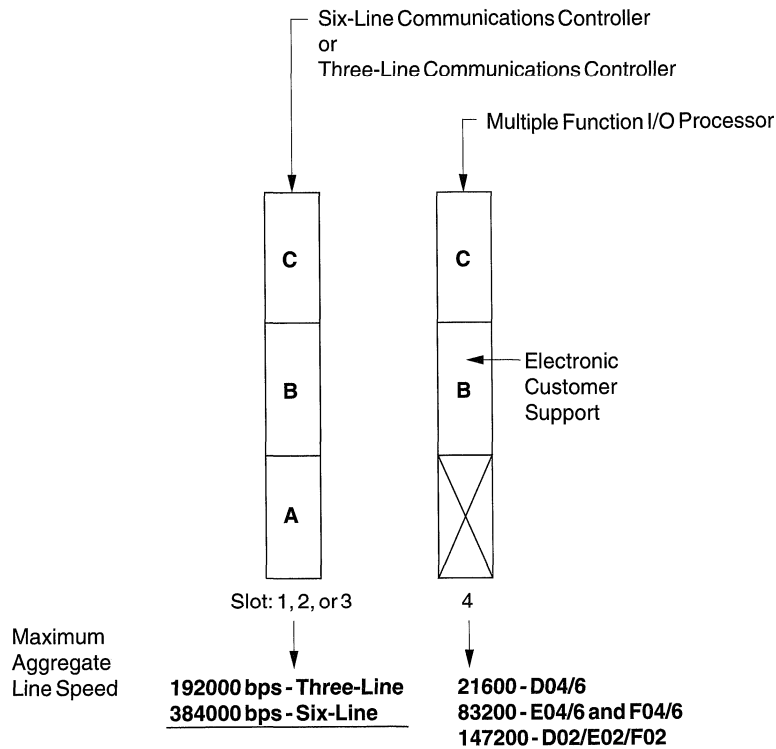 Six-Line Communications Controller
or
Three-Line Communications Controller
Multiple Function I/O Processor
C
C
B
B
Electronic
Customer
Support
A
Slot: 1, 2, or 3
4
Maximum
Aggregate
Line Speed
192000 bps - Three-Line
384000 bps - Six-Line
21600 - D04/6
83200 - E04/6 and F04/6
147200 - D02/E02/F02